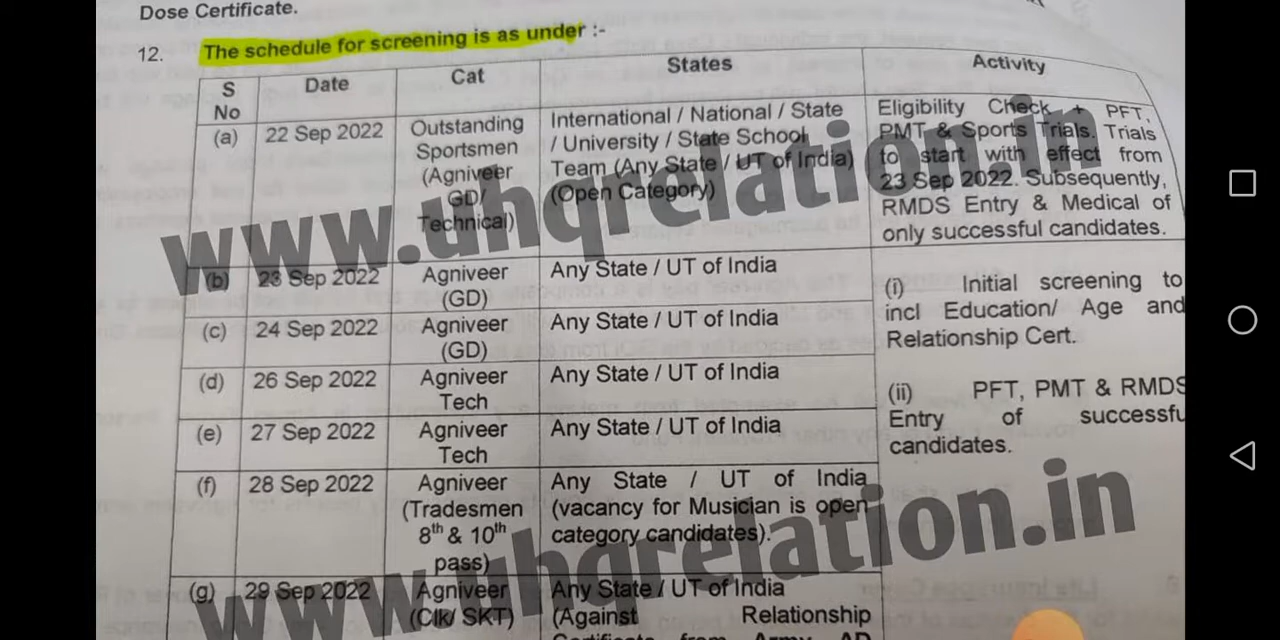 Dose Certificate.
12. The schedule for screening is as under :-
S No Date Cat States Activity
(a) 22 Sep 2022 Outstanding Sportsmen (Agniveer GD/ Technical) International / National / State / University / State School Team (Any State / UT of India) (Open Category) Eligibility Check + PFT, PMT & Sports Trials. Trials to start with effect from 23 Sep 2022. Subsequently, RMDS Entry & Medical of only successful candidates.
(b) 23 Sep 2022 Agniveer (GD) Any State / UT of India
(c) 24 Sep 2022 Agniveer (GD) Any State / UT of India
(i) Initial screening to incl Education/ Age and Relationship Cert.
(d) 26 Sep 2022 Agniveer Tech Any State / UT of India
(e) 27 Sep 2022 Agniveer Tech Any State / UT of India
(ii) PFT, PMT & RMDS Entry of successfu candidates.
(f) 28 Sep 2022 Agniveer (Tradesmen 8th & 10th pass) Any State / UT of India (vacancy for Musician is open category candidates).
(g) 29 Sep 2022 Agniveer (Clk/ SKT) Any State / UT of India (Against Relationship Certificate from Army AD
www.uhqrelation.in
www.uhqrelation.in